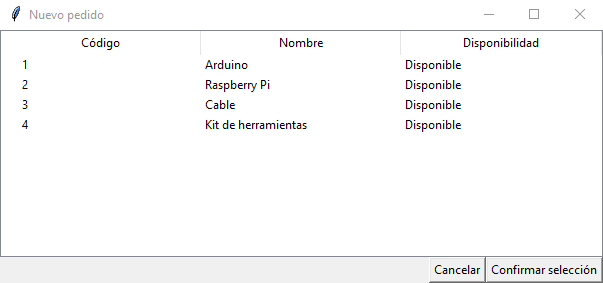 Nuevo pedido
Código Nombre Disponibilidad
1 Arduino Disponible
2 Raspberry Pi Disponible
3 Cable Disponible
4 Kit de herramientas Disponible
Cancelar Confirmar selección